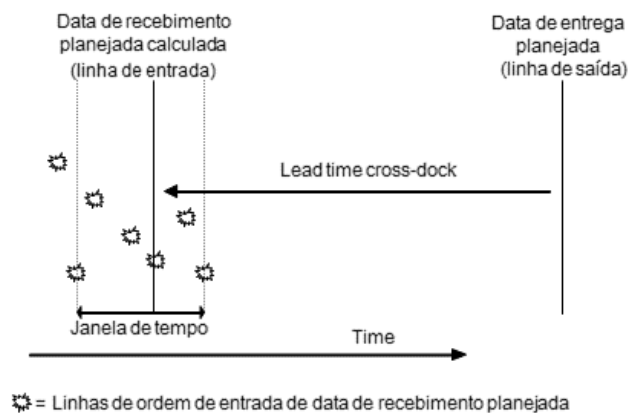 Data de recebimento
planejada calculada
(linha de entrada)
Data de entrega
planejada
(linha de saída)
Lead time cross-dock
Janela de tempo
Time
= Linhas de ordem de entrada de data de recebimento planejada